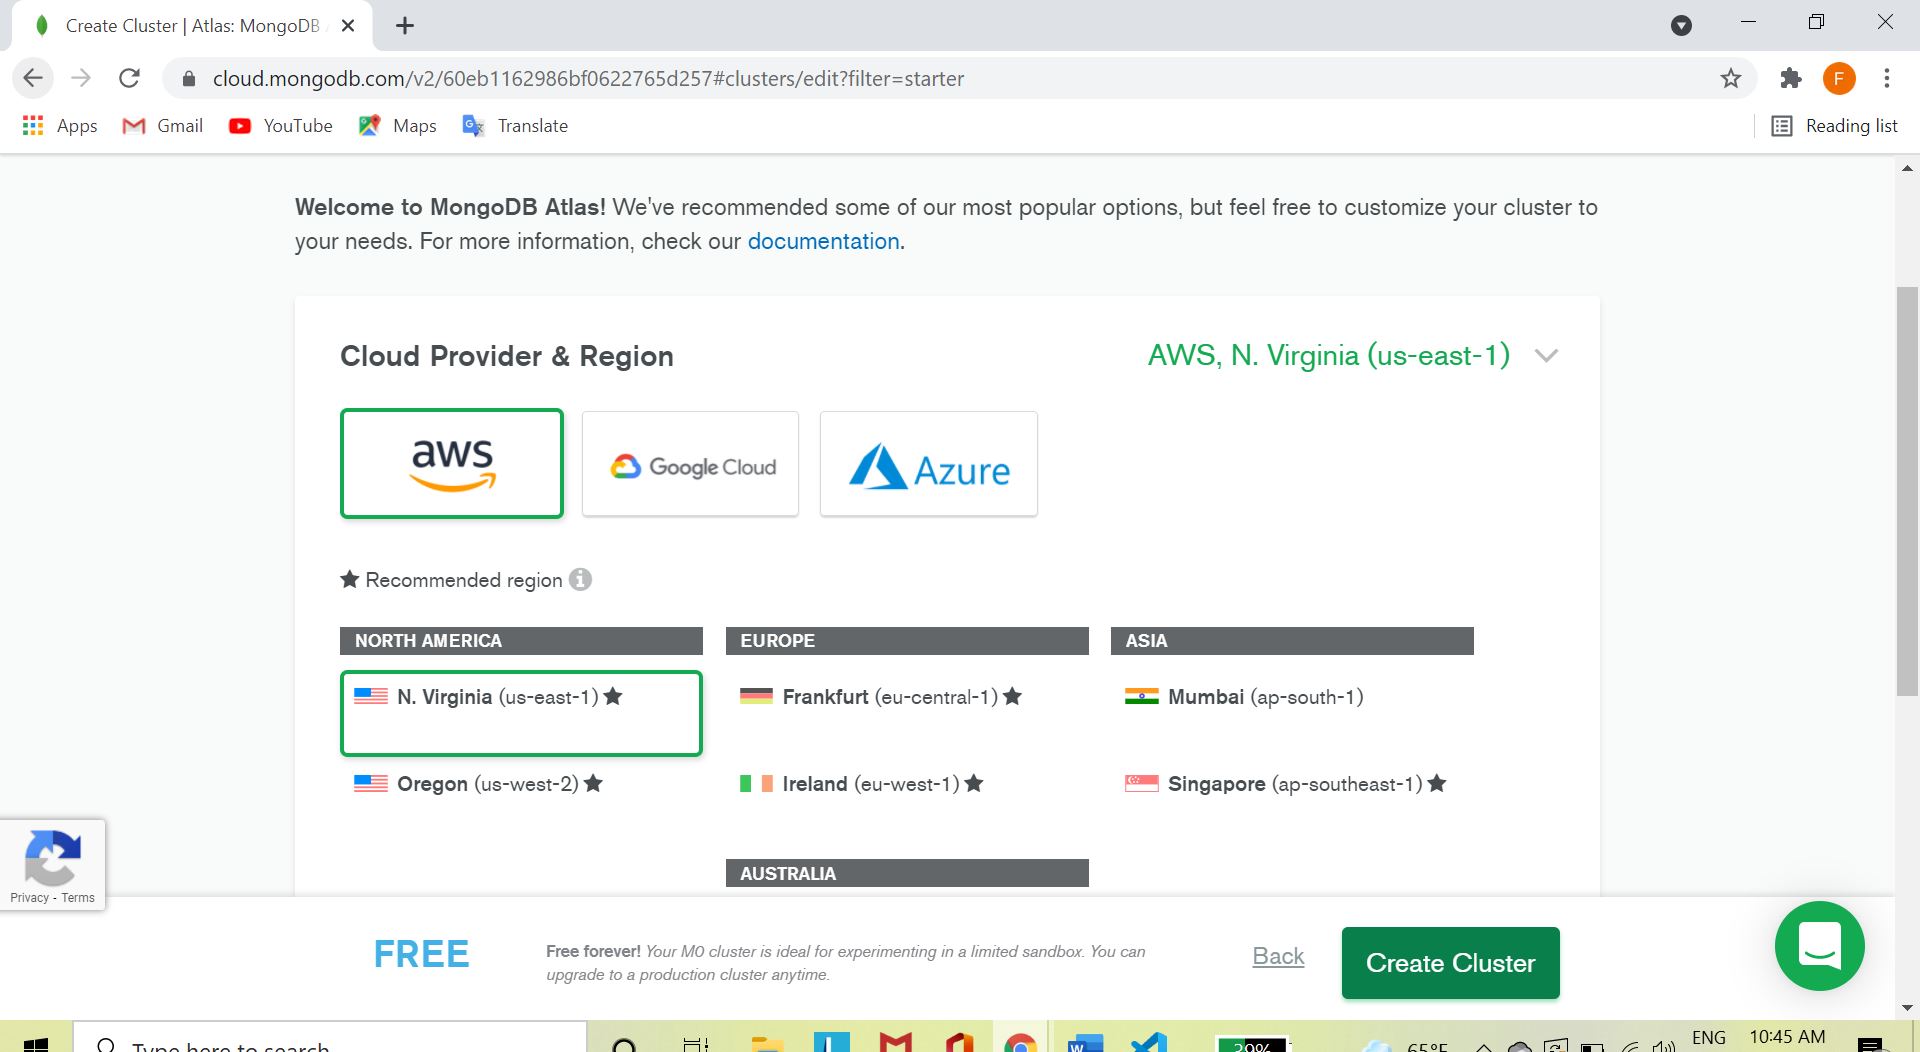 Create Cluster | Atlas: MongoDB
cloud.mongodb.com/v2/60eb1162986bf0622765d257#clusters/edit?filter=starter
F
Apps
Gmail
YouTube
Maps
Translate
Reading list
Welcome to MongoDB Atlas! We've recommended some of our most popular options, but feel free to customize your cluster to
your needs. For more information, check our documentation.
Cloud Provider & Region
AWS, N. Virginia (us-east-1)
aws
Google Cloud
Azure
★ Recommended region
NORTH AMERICA
EUROPE
ASIA
N. Virginia (us-east-1) ★
Frankfurt (eu-central-1) ★
Mumbai (ap-south-1)
Oregon (us-west-2) ★
Ireland (eu-west-1) ★
Singapore (ap-southeast-1) ★
AUSTRALIA
Privacy - Terms
FREE
Free forever! Your M0 cluster is ideal for experimenting in a limited sandbox. You can
upgrade to a production cluster anytime.
Back
Create Cluster
Type here to search
39%
65°F
ENG
10:45 AM